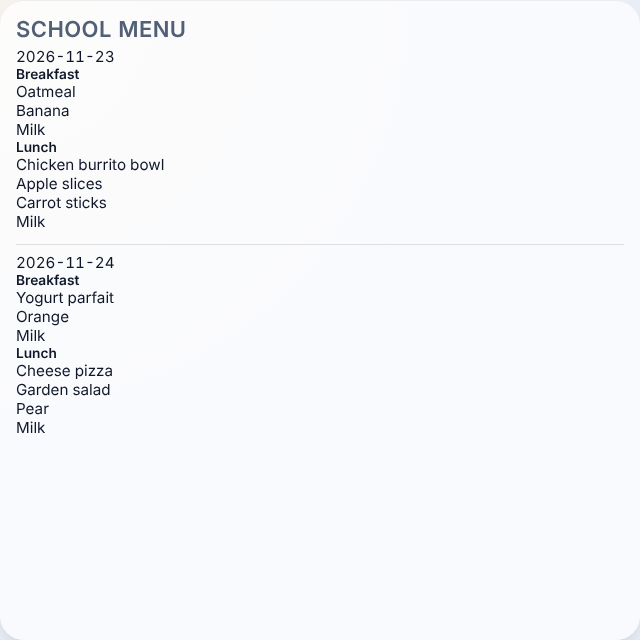 SCHOOL MENU
2026-11-23
Breakfast
Oatmeal
Banana
Milk
Lunch
Chicken burrito bowl
Apple slices
Carrot sticks
Milk
2026-11-24
Breakfast
Yogurt parfait
Orange
Milk
Lunch
Cheese pizza
Garden salad
Pear
Milk